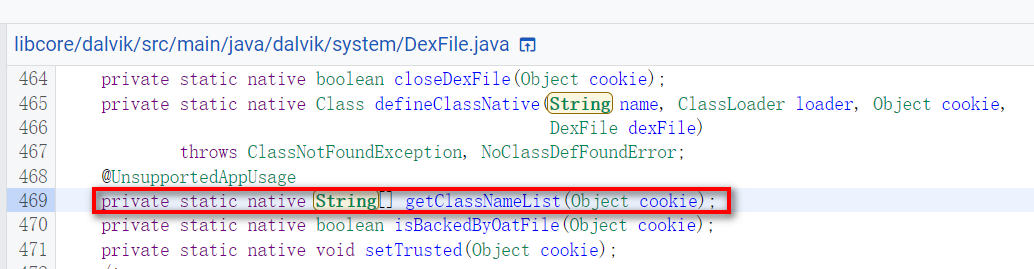 libcore/dalvik/src/main/java/dalvik/system/DexFile.java
464 private static native boolean closeDexFile(Object cookie);
465 private static native Class defineClassNative(String name, ClassLoader loader, Object cookie,
466 DexFile dexFile)
467 throws ClassNotFoundException, NoClassDefFoundError;
468 @UnsupportedAppUsage
469 private static native String[] getClassNameList(Object cookie);
470 private static native boolean isBackedByOatFile(Object cookie);
471 private static native void setTrusted(Object cookie);